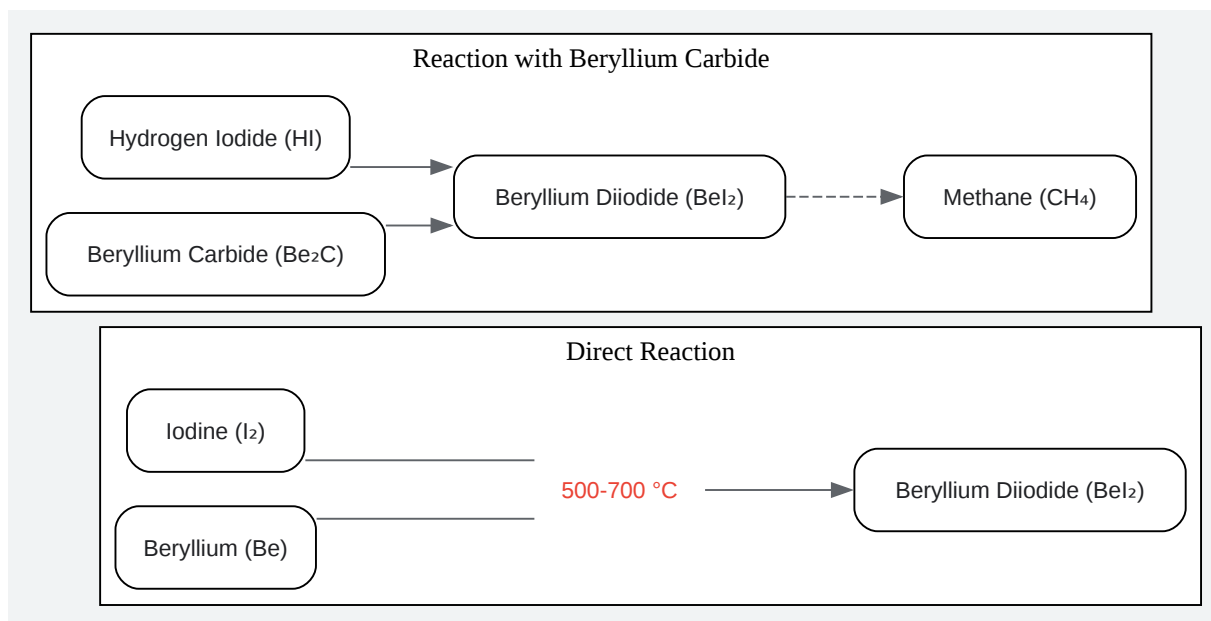 Reaction with Beryllium Carbide
Hydrogen Iodide (HI)
Beryllium Carbide (Be₂C)
Beryllium Diiodide (BeI₂)
Methane (CH₄)
Direct Reaction
Iodine (I₂)
Beryllium (Be)
500-700 °C
Beryllium Diiodide (BeI₂)